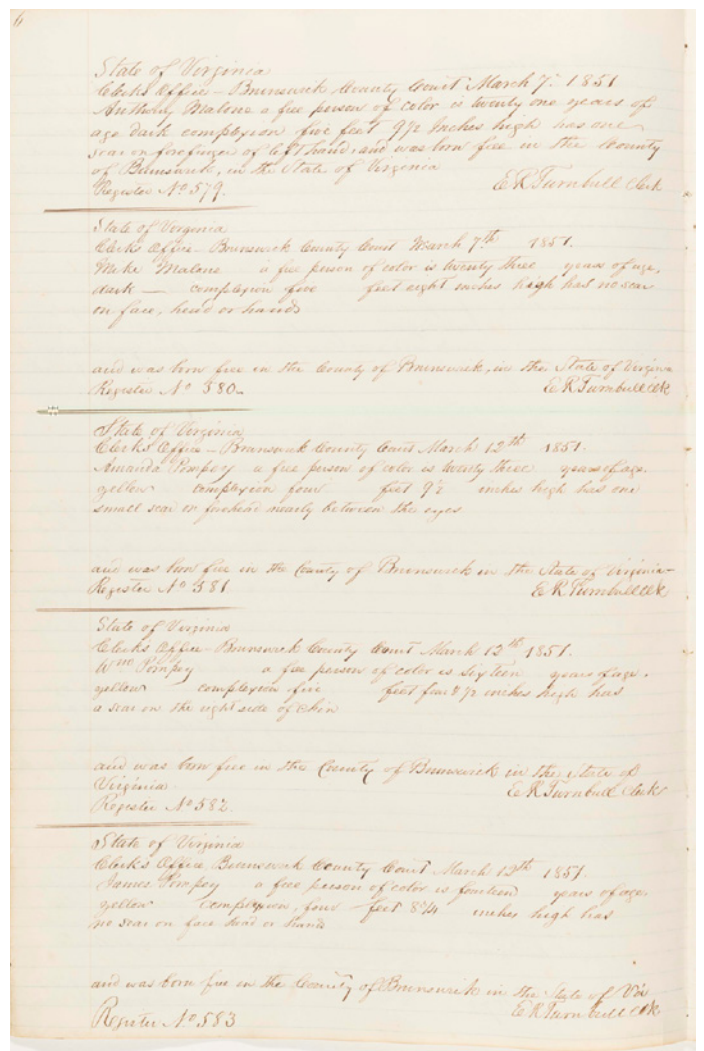 6
State of Virginia
Clerks Office - Brunswick County Court March 7th 1851
Anthony Malone a free person of color is twenty one years of
age dark complexion five feet 9 1/2 Inches high has one
scar on forefinger of left hand, and was born free in the County
of Brunswick, in the State of Virginia
Register No 579. E R Turnbull Clerk
State of Virginia
Clerks Office - Brunswick County Court March 7th 1851.
Mike Malone a free person of color is twenty three years of age,
dark — complexion five feet eight inches high has no scar
on face, head or hands
and was born free in the County of Brunswick, in the State of Virginia
Register No 580. E R Turnbull Clk
State of Virginia
Clerks Office - Brunswick County Court March 12th 1851.
Amanda Pompey a free person of color is twenty three years of age.
yellow complexion four feet 9 1/2 inches high has one
small scar in forehead nearly between the eyes
and was born free in the County of Brunswick in the State of Virginia -
Register No 581 E R Turnbull Clk
State of Virginia
Clerks Office - Brunswick County Court March 12th 1851.
Wm Pompey a free person of color is sixteen years of age.
yellow complexion five feet four & 1/2 inches high has
a scar on the right side of chin
and was born free in the County of Brunswick in the State of
Virginia. E R Turnbull Clerk
Register No 582.
State of Virginia
Clerks Office, Brunswick County Court March 12th 1851.
James Pompey a free person of color is fourteen years of age.
yellow complexion, four feet 8 3/4 inches high has
no scar on face head or hands
and was born free in the County of Brunswick in the State of Va
E R Turnbull Clk
Register No 583